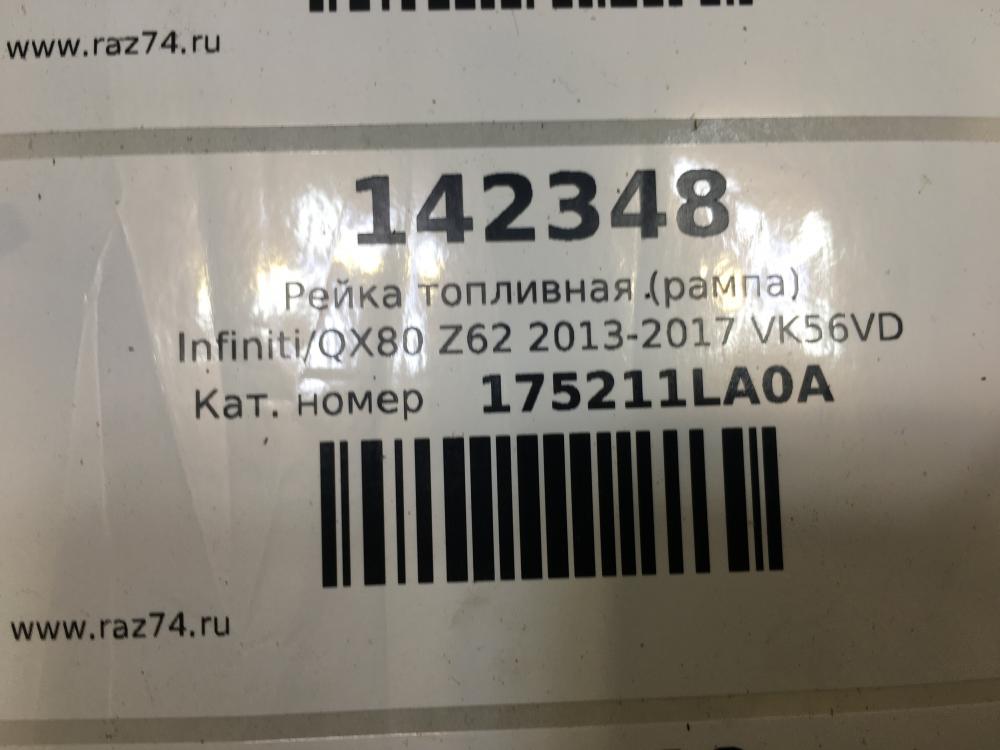 www.raz74.ru
142348
Рейка топливная (рампа)
Infiniti/QX80 Z62 2013-2017 VK56VD
Кат. номер 175211LA0A
www.raz74.ru